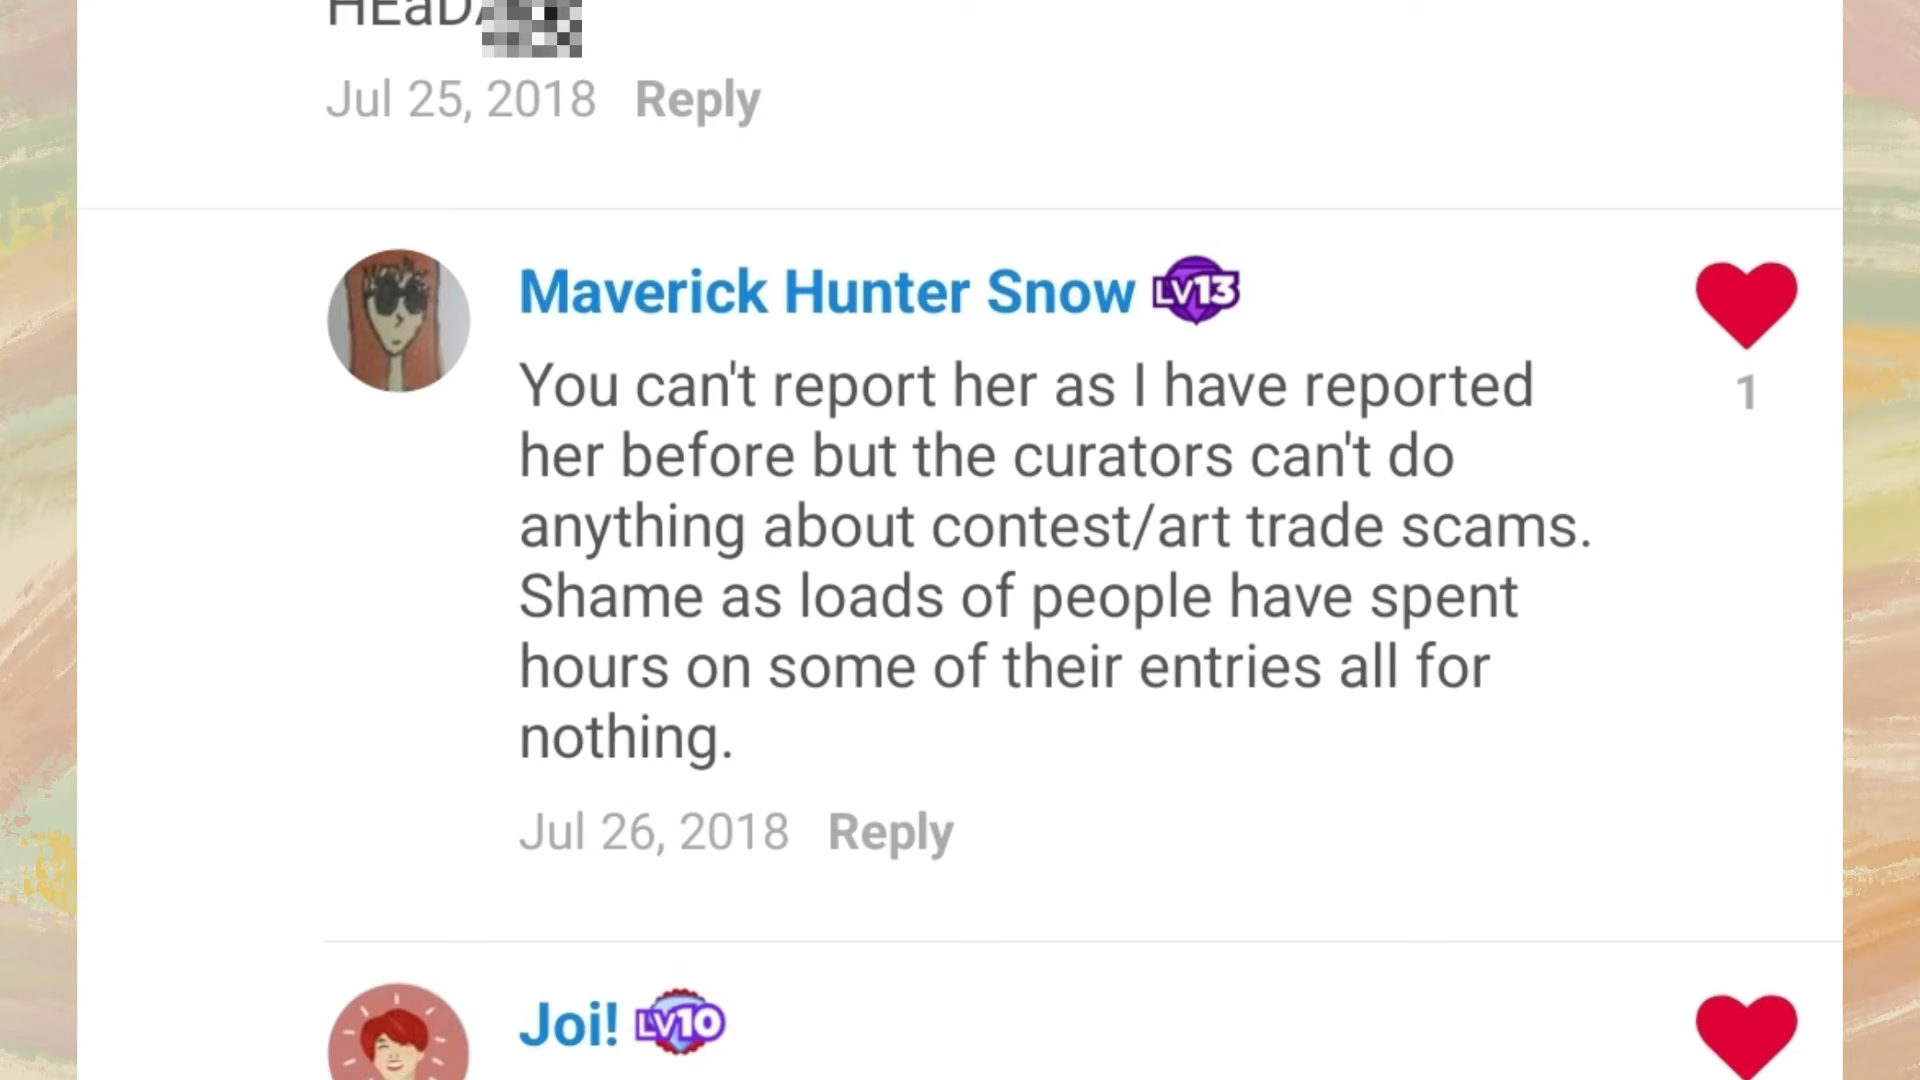 Jul 25, 2018 Reply
Maverick Hunter Snow LV13
You can't report her as I have reported
1
her before but the curators can't do
anything about contest/art trade scams.
Shame as loads of people have spent
hours on some of their entries all for
nothing.
Jul 26, 2018 Reply
Joi! LV10